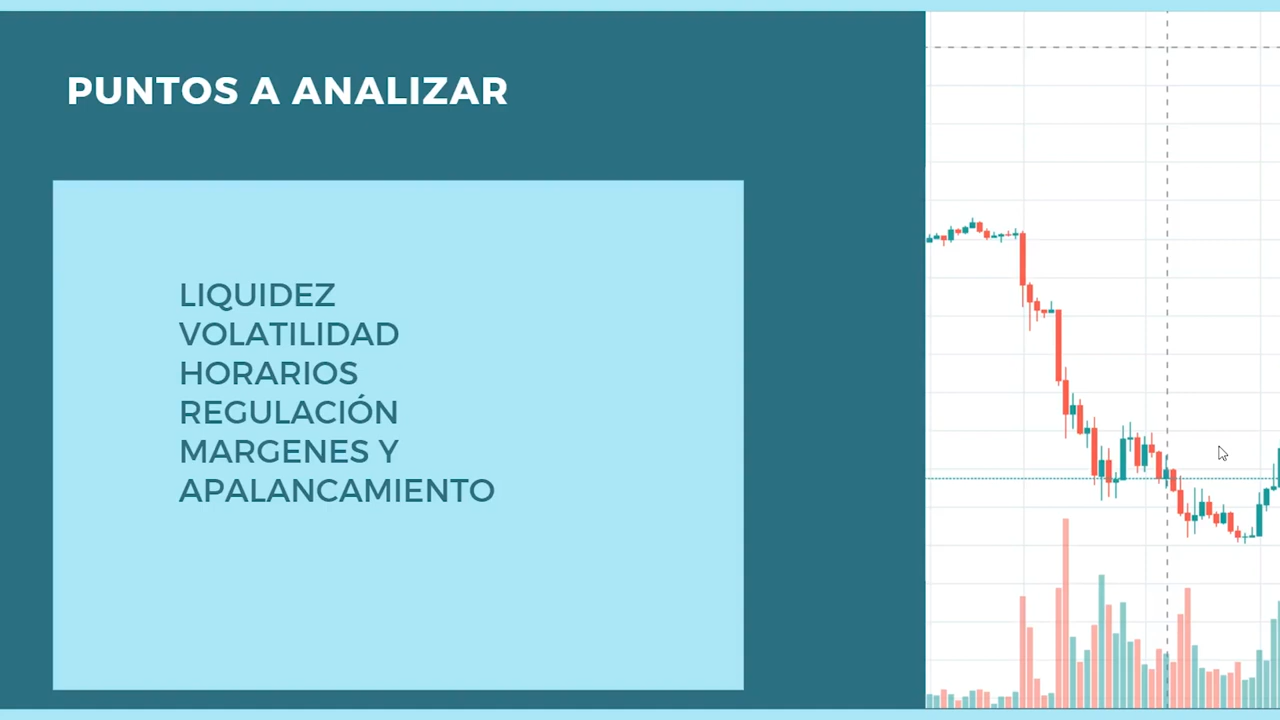 PUNTOS A ANALIZAR
LIQUIDEZ
VOLATILIDAD
HORARIOS
REGULACIÓN
MARGENES Y
APALANCAMIENTO